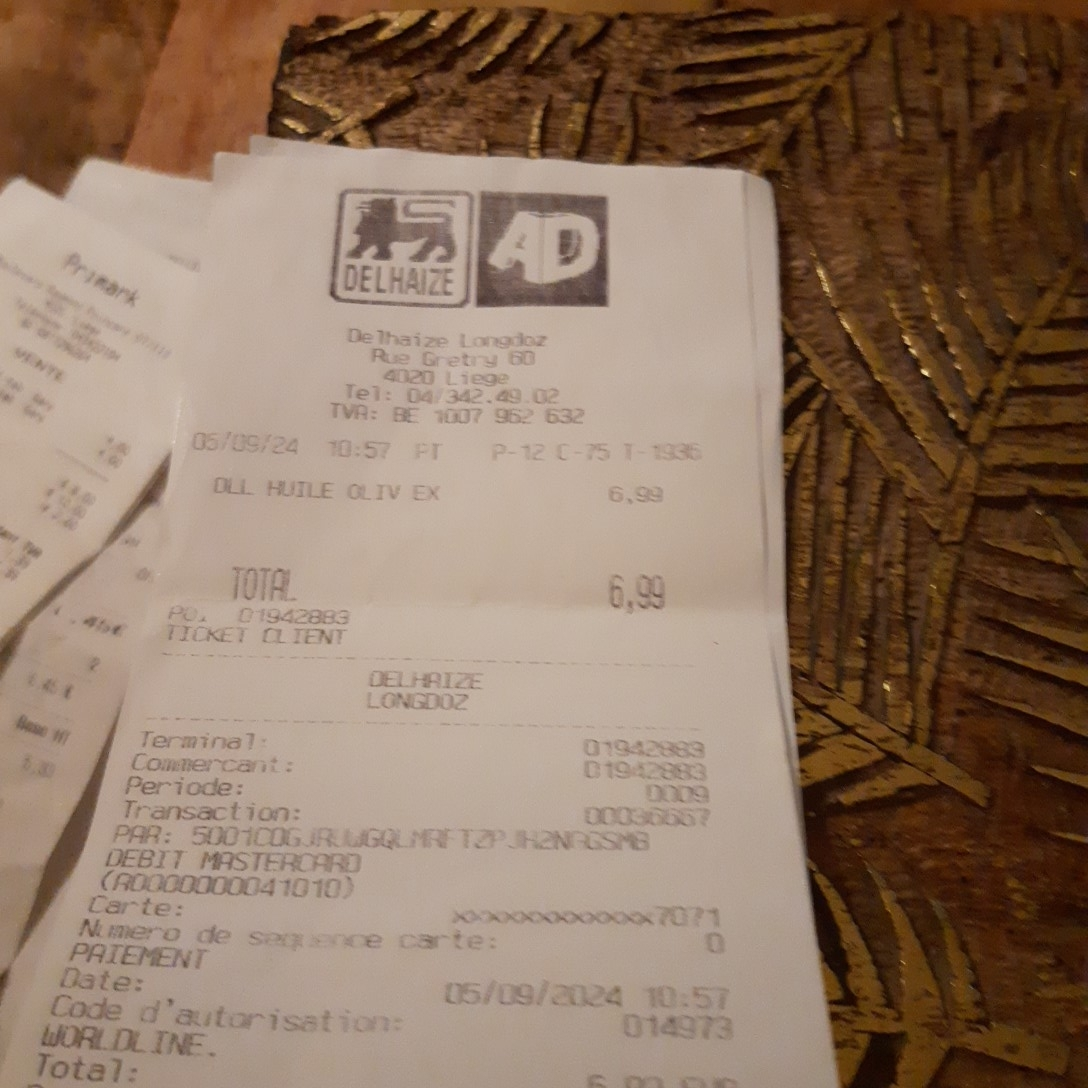 DELHAIZE
AD
Delhaize Longdoz
Rue Gretry 60
4020 Liege
Tel: 04/342.49.02
TVA: BE 1007 962 632
05/09/24 10:57 PT P-12 C-75 T-1936
DLL HUILE OLIV EX 6,99
TOTAL 6,99
PO. 01942883
TICKET CLIENT
DELHAIZE
LONGDOZ
Terminal: 01942883
Commercant: 01942883
Periode: 0009
Transaction: 00036667
PAR:
DEBIT MASTERCARD
(A0000000041010)
Carte: xxxxxxxxxxxx7071
Numero de sequence carte: 0
PAIEMENT
Date: 05/09/2024 10:57
Code d'autorisation: 014973
WORLDLINE.
Total:
Primark
VENTE